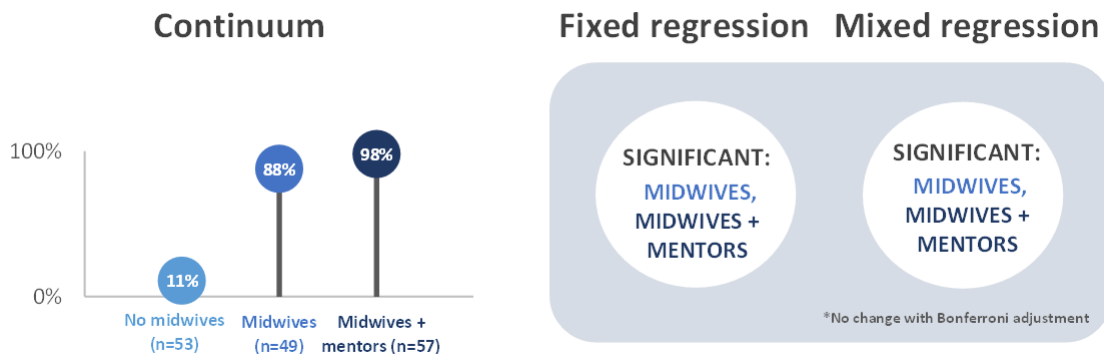 Continuum
100%
0%
11%
88%
98%
No midwives
(n=53)
Midwives
(n=49)
Midwives +
mentors (n=57)
Fixed regression
SIGNIFICANT:
MIDWIVES,
MIDWIVES +
MENTORS
Mixed regression
SIGNIFICANT:
MIDWIVES,
MIDWIVES +
MENTORS
*No change with Bonferroni adjustment